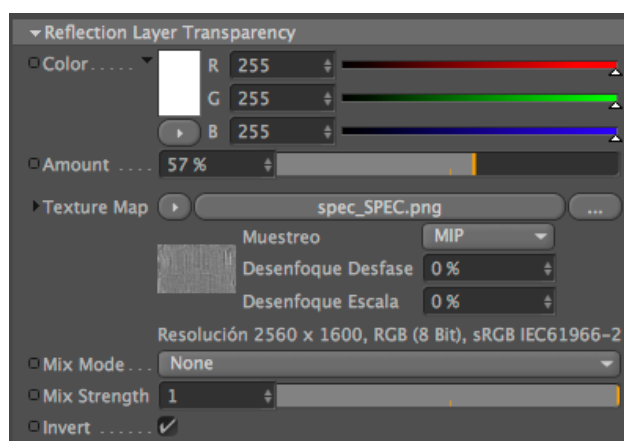 Reflection Layer Transparency
Color..... R 255
G 255
B 255
Amount .... 57 %
Texture Map spec_SPEC.png ...
Muestreo MIP
Desenfoque Desfase 0 %
Desenfoque Escala 0 %
Resolución 2560 x 1600, RGB (8 Bit), sRGB IEC61966-2
Mix Mode... None
Mix Strength 1
Invert ......